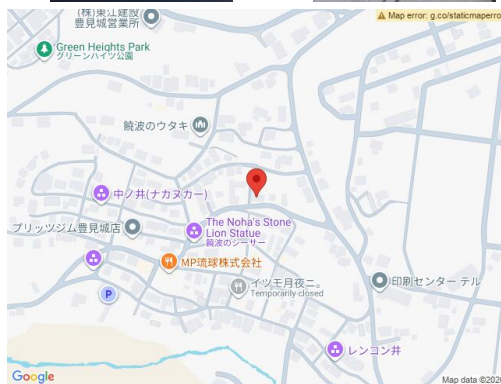 (株)東江建設
豊見城営業所
Map error: g.co/staticmaperro
Green Heights Park
グリーンハイツ公園
饒波のウタキ
中ノ井(ナカヌカー)
プリッツジム豊見城店
The Noha's Stone
Lion Statue
饒波のシーサー
MP琉球株式会社
イツモ月夜ニ。
Temporarily closed
印刷センター テル
P
レンコン井
Google
Map data ©202